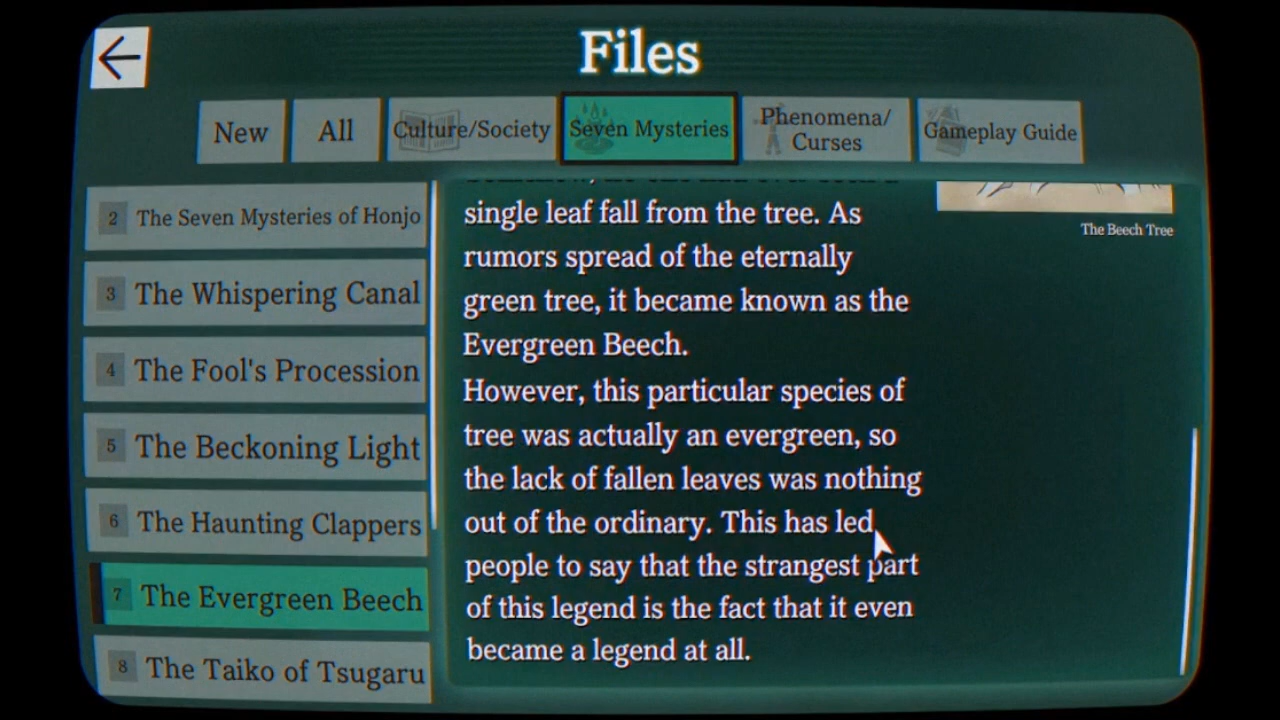 Files
New
All
Culture/Society
Seven Mysteries
Phenomena/
Curses
Gameplay Guide
2 The Seven Mysteries of Honjo
3 The Whispering Canal
4 The Fool's Procession
5 The Beckoning Light
6 The Haunting Clappers
7 The Evergreen Beech
8 The Taiko of Tsugaru
single leaf fall from the tree. As
rumors spread of the eternally
green tree, it became known as the
Evergreen Beech.
However, this particular species of
tree was actually an evergreen, so
the lack of fallen leaves was nothing
out of the ordinary. This has led
people to say that the strangest part
of this legend is the fact that it even
became a legend at all.
The Beech Tree